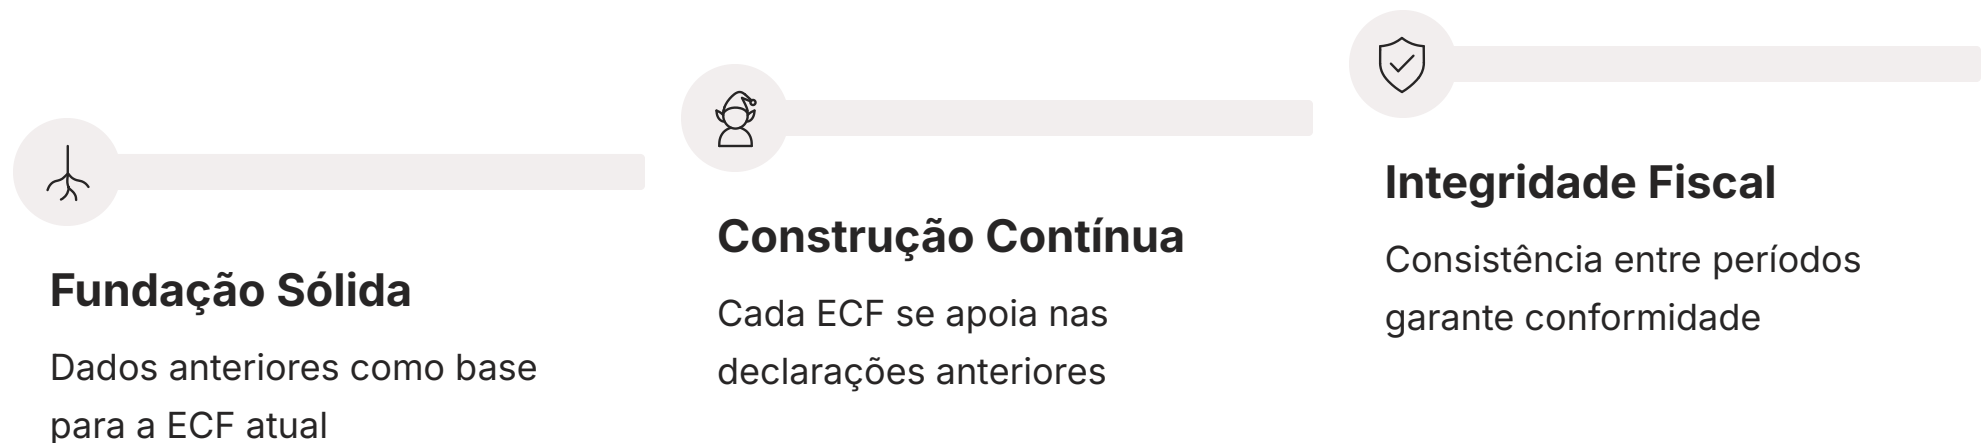 Fundação Sólida
Dados anteriores como base
para a ECF atual
Construção Contínua
Cada ECF se apoia nas
declarações anteriores
Integridade Fiscal
Consistência entre períodos
garante conformidade